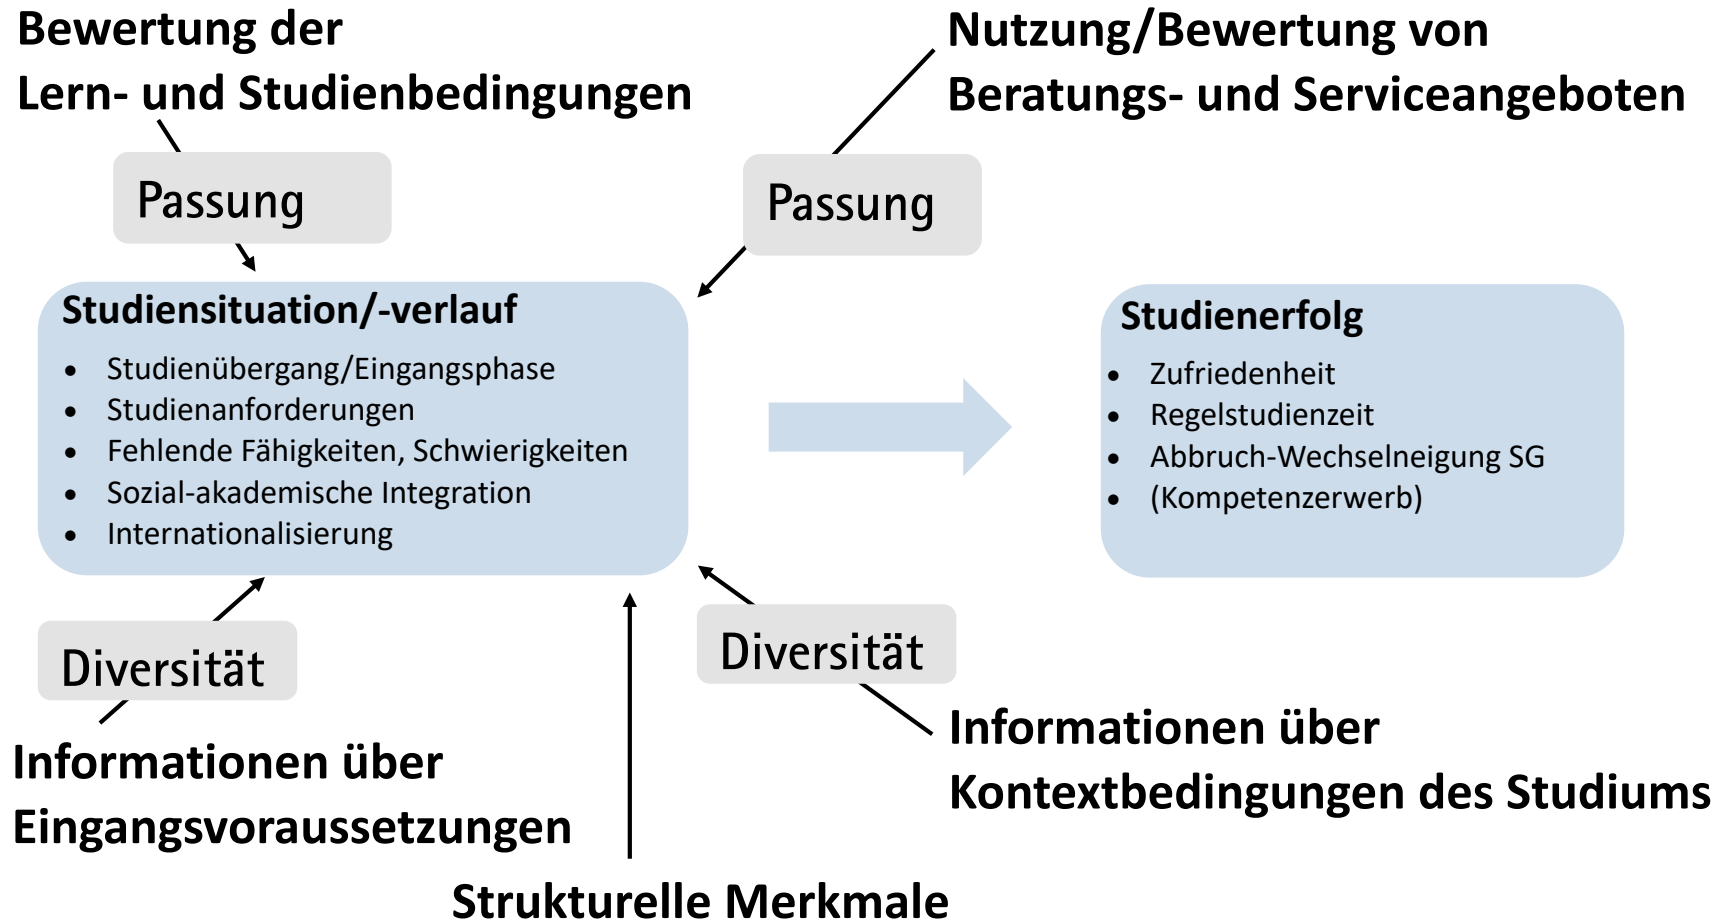 Bewertung der
Lern- und Studienbedingungen
Nutzung/Bewertung von
Beratungs- und Serviceangeboten
Passung
Passung
Studiensituation/-verlauf
• Studienübergang/Eingangsphase
• Studienanforderungen
• Fehlende Fähigkeiten, Schwierigkeiten
• Sozial-akademische Integration
• Internationalisierung
Studienerfolg
• Zufriedenheit
• Regelstudienzeit
• Abbruch-Wechselneigung SG
• (Kompetenzerwerb)
Diversität
Diversität
Informationen über
Eingangsvoraussetzungen
Informationen über
Kontextbedingungen des Studiums
Strukturelle Merkmale